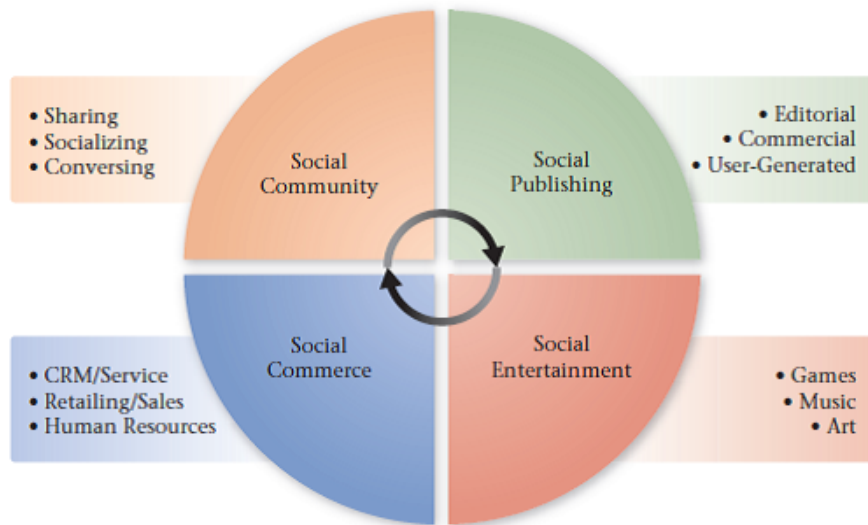 • Sharing
• Socializing
• Conversing
Social
Community
Social
Publishing
• Editorial
• Commercial
• User-Generated
• CRM/Service
• Retailing/Sales
• Human Resources
Social
Commerce
Social
Entertainment
• Games
• Music
• Art